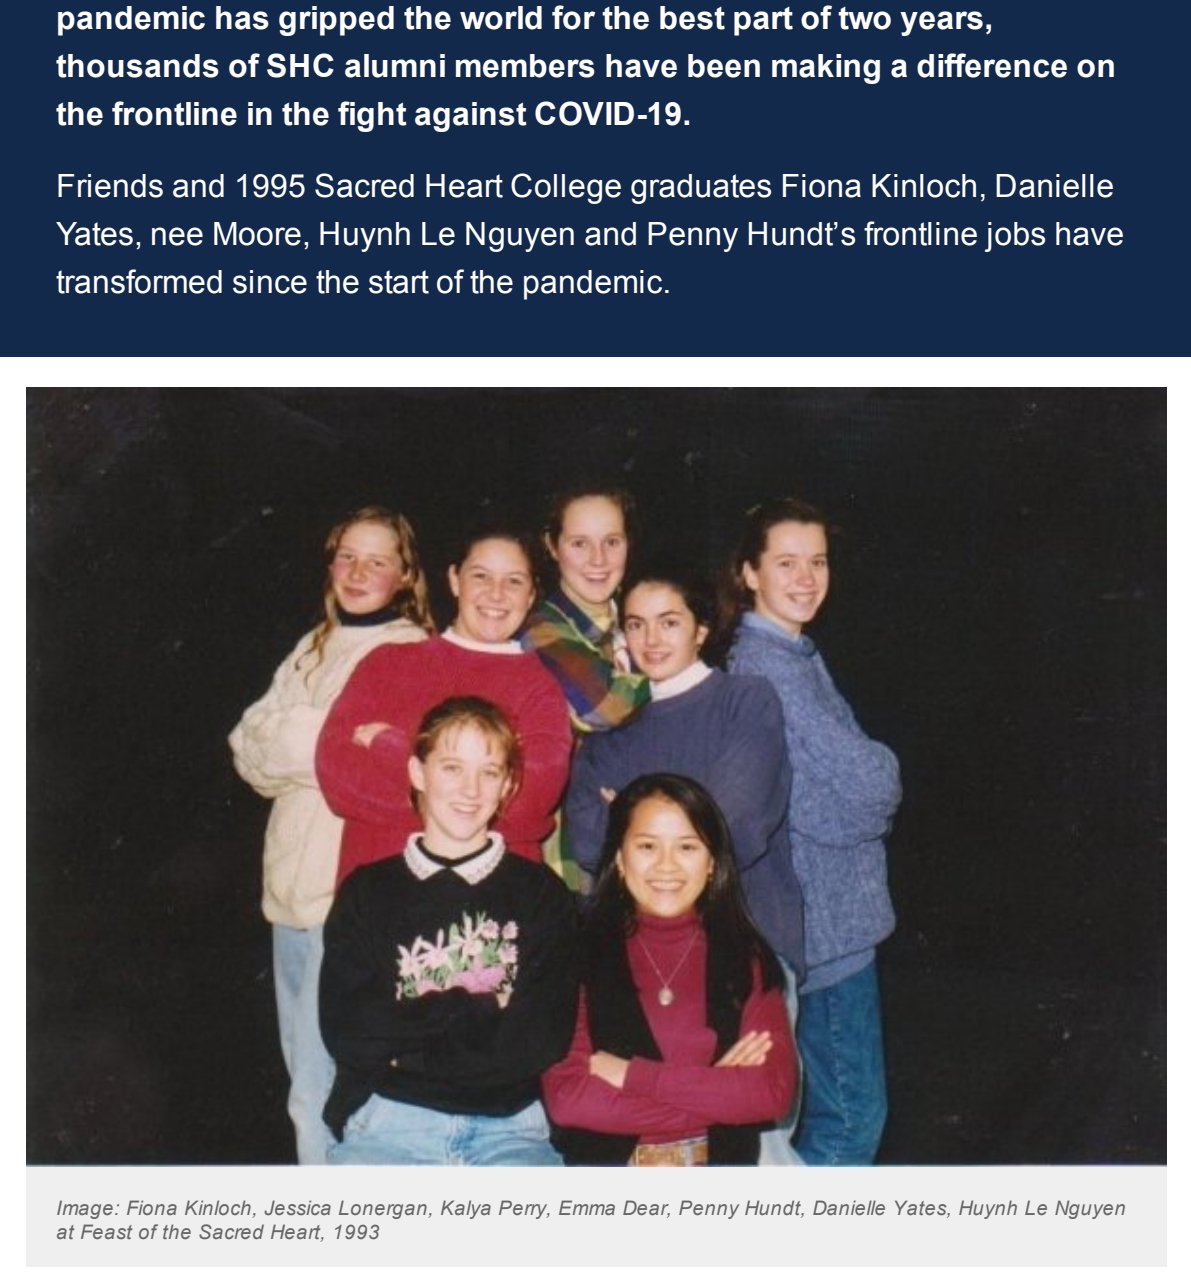 pandemic has gripped the world for the best part of two years,
thousands of SHC alumni members have been making a difference on
the frontline in the fight against COVID-19.
Friends and 1995 Sacred Heart College graduates Fiona Kinloch, Danielle
Yates, nee Moore, Huynh Le Nguyen and Penny Hundt’s frontline jobs have
transformed since the start of the pandemic.
Image: Fiona Kinloch, Jessica Lonergan, Kalya Perry, Emma Dear, Penny Hundt, Danielle Yates, Huynh Le Nguyen
at Feast of the Sacred Heart, 1993